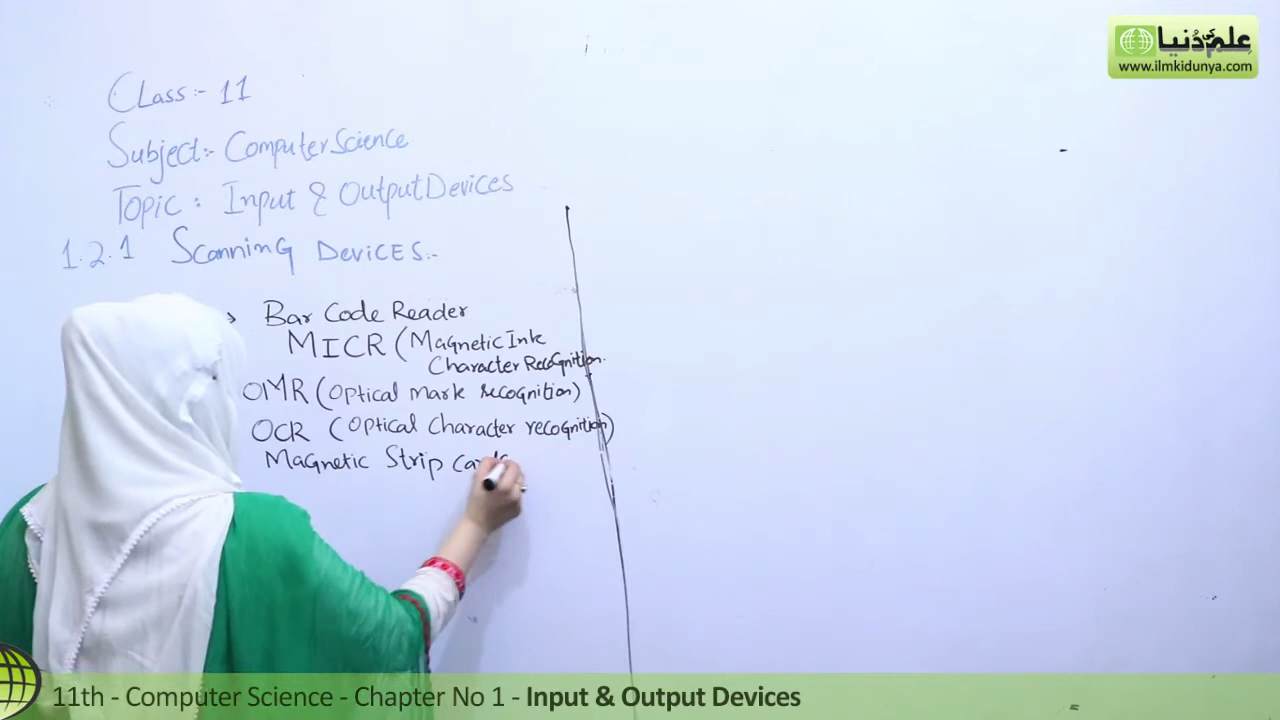 علم کی دُنیا
www.ilmkidunya.com
Class:- 11
Subject:- Computer Science
Topic: Input & Output Devices
1.2.1 Scanning Devices:-
Bar Code Reader
MICR (Magnetic Ink
Character Recognition.
OMR (Optical mark recognition)
OCR (Optical Character recognition)
Magnetic Strip
11th - Computer Science - Chapter No 1 - Input & Output Devices